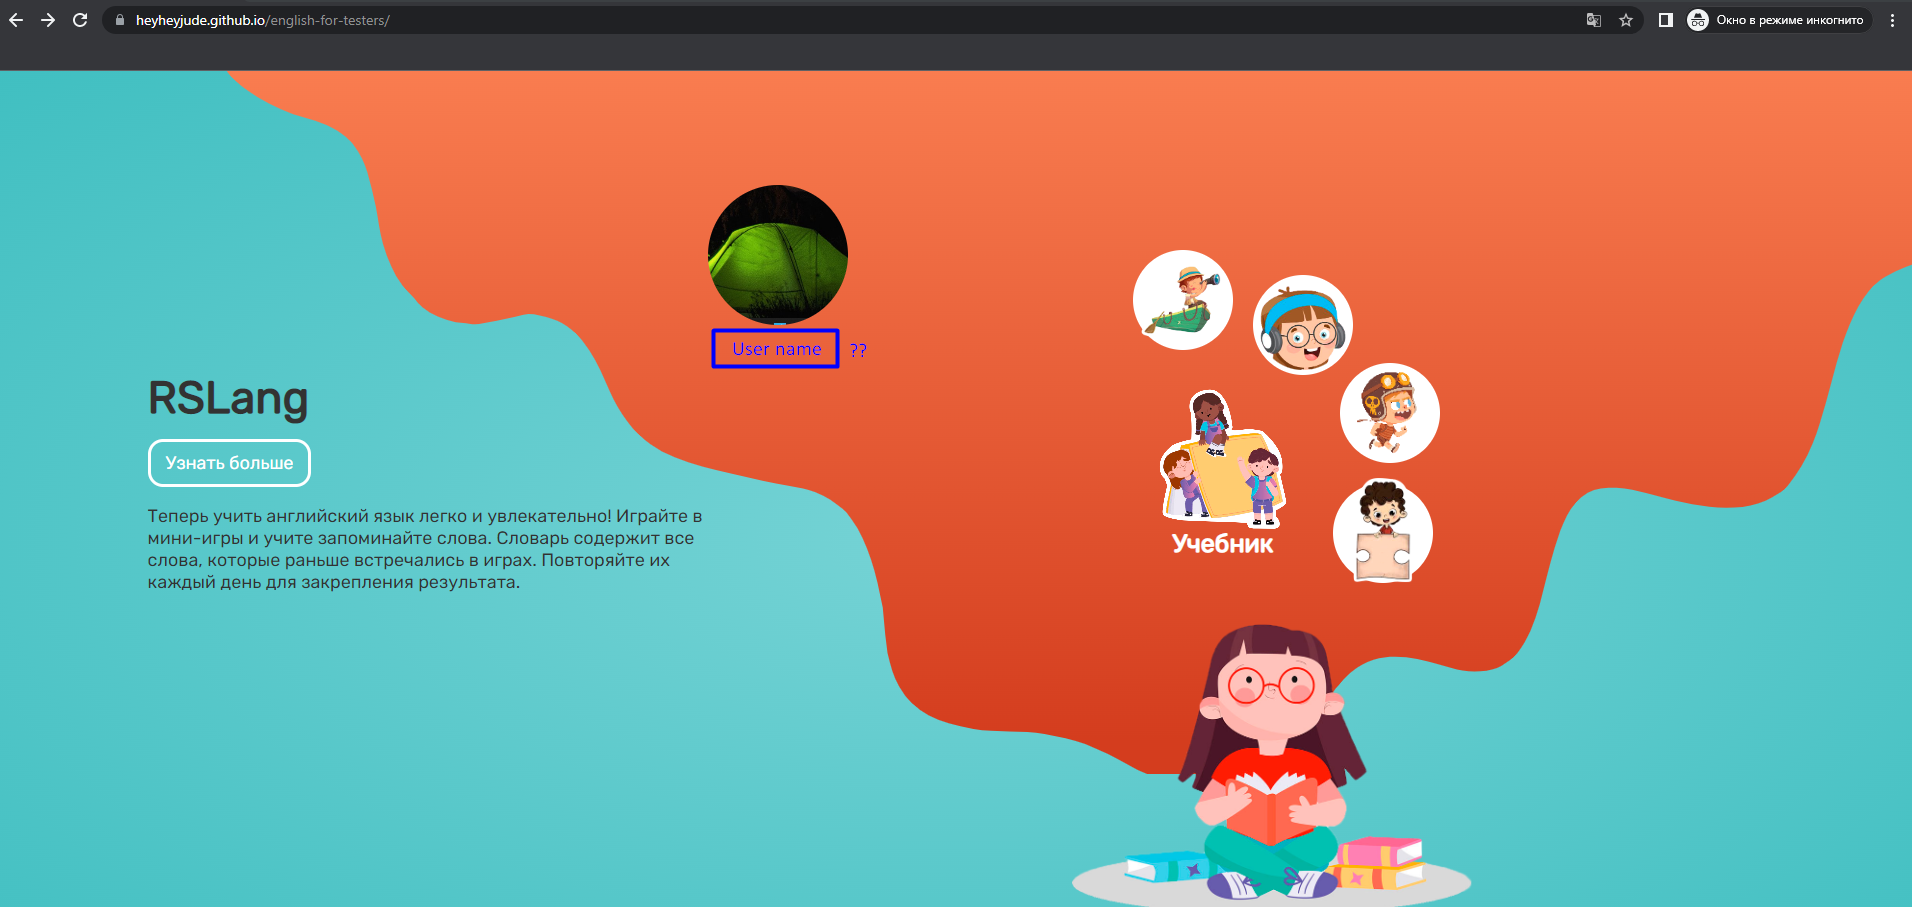 heyheyjude.github.io/english-for-testers/
Окно в режиме инкогнито
User name ??
RSLang
Узнать больше
Теперь учить английский язык легко и увлекательно! Играйте в
мини-игры и учите запоминайте слова. Словарь содержит все
слова, которые раньше встречались в играх. Повторяйте их
каждый день для закрепления результата.
Учебник